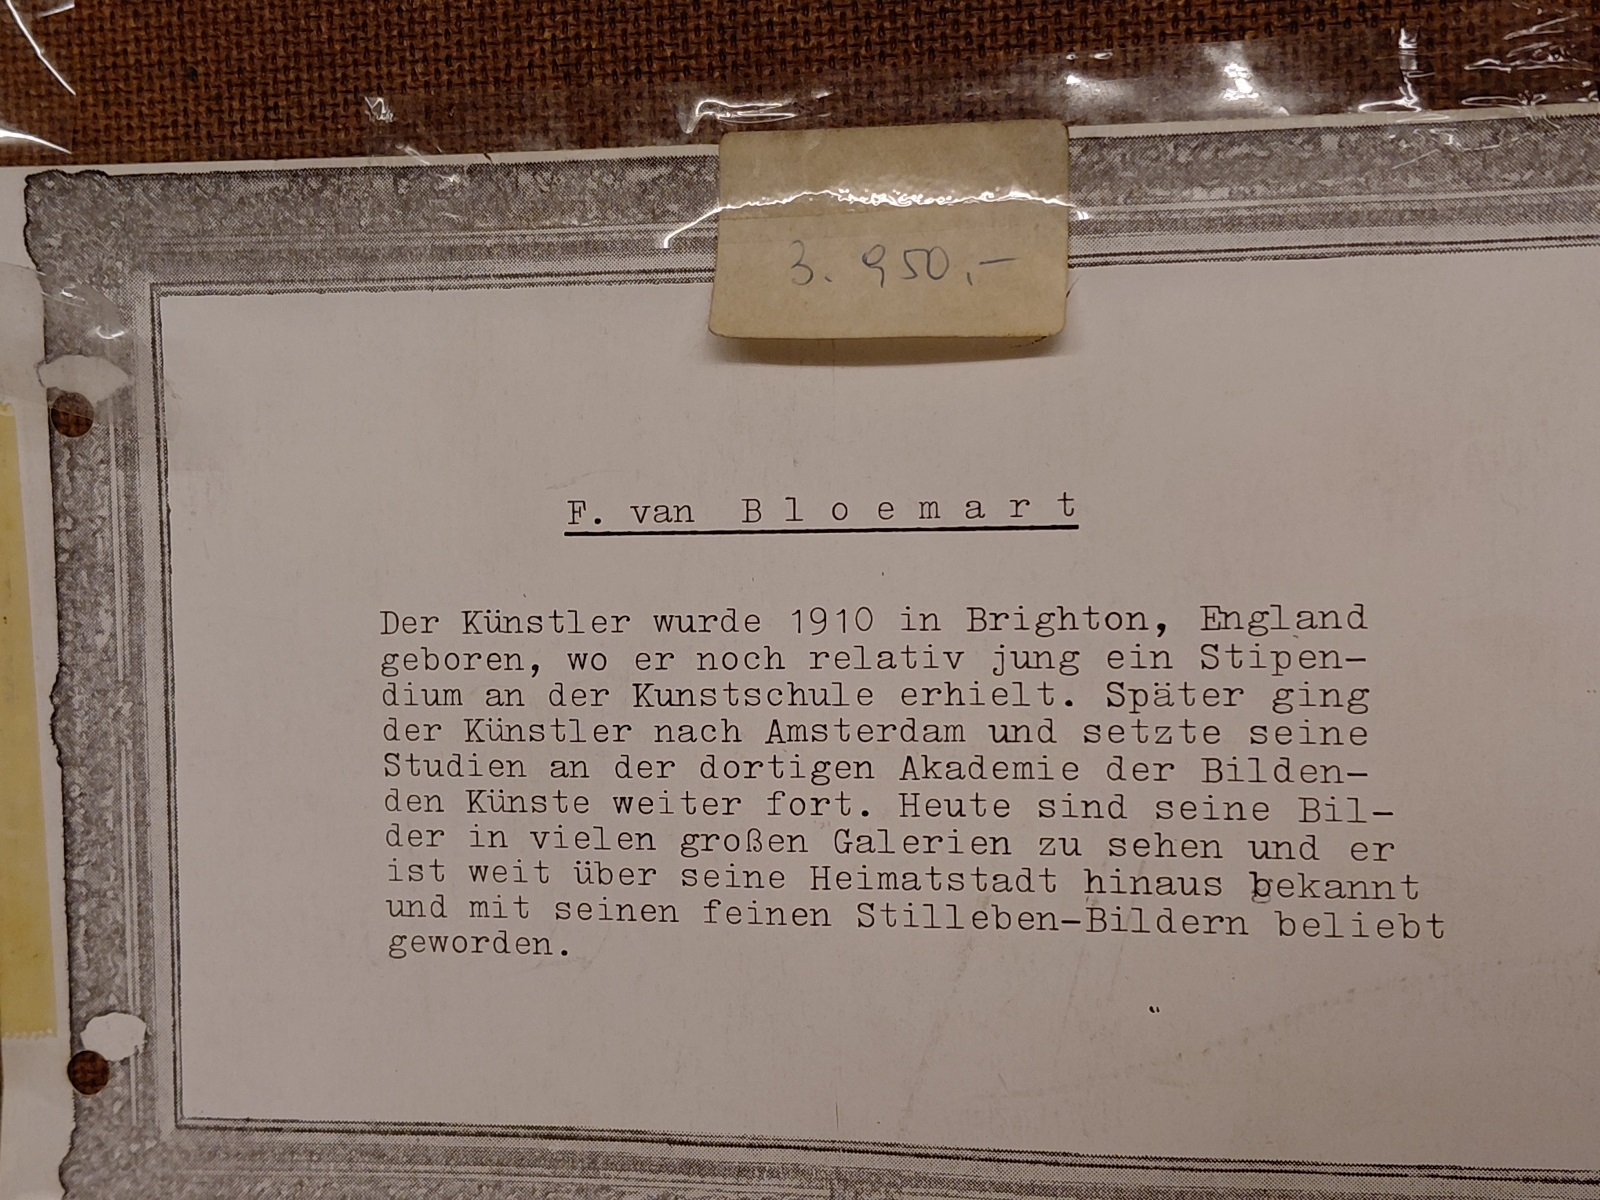 3.950,-
F. van B l o e m a r t
Der Künstler wurde 1910 in Brighton, England
geboren, wo er noch relativ jung ein Stipen-
dium an der Kunstschule erhielt. Später ging
der Künstler nach Amsterdam und setzte seine
Studien an der dortigen Akademie der Bilden-
den Künste weiter fort. Heute sind seine Bil-
der in vielen großen Galerien zu sehen und er
ist weit über seine Heimatstadt hinaus bekannt
und mit seinen feinen Stilleben-Bildern beliebt
geworden.